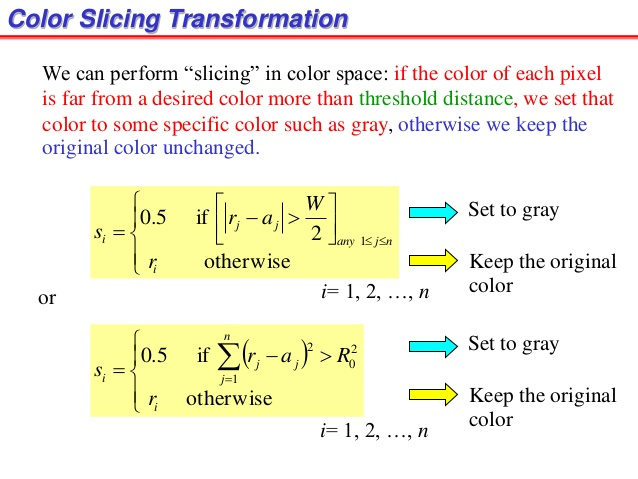 Color Slicing Transformation
We can perform “slicing” in color space: if the color of each pixel
is far from a desired color more than threshold distance, we set that
color to some specific color such as gray, otherwise we keep the
original color unchanged.
s_i = { 0.5 if [ |r_j − a_j| > W/2 ]_{any 1≤j≤n}
r_i otherwise
Set to gray
Keep the original
color
i= 1, 2, …, n
or
s_i = { 0.5 if ∑_{j=1}^{n} (r_j − a_j)^2 > R_0^2
r_i otherwise
Set to gray
Keep the original
color
i= 1, 2, …, n